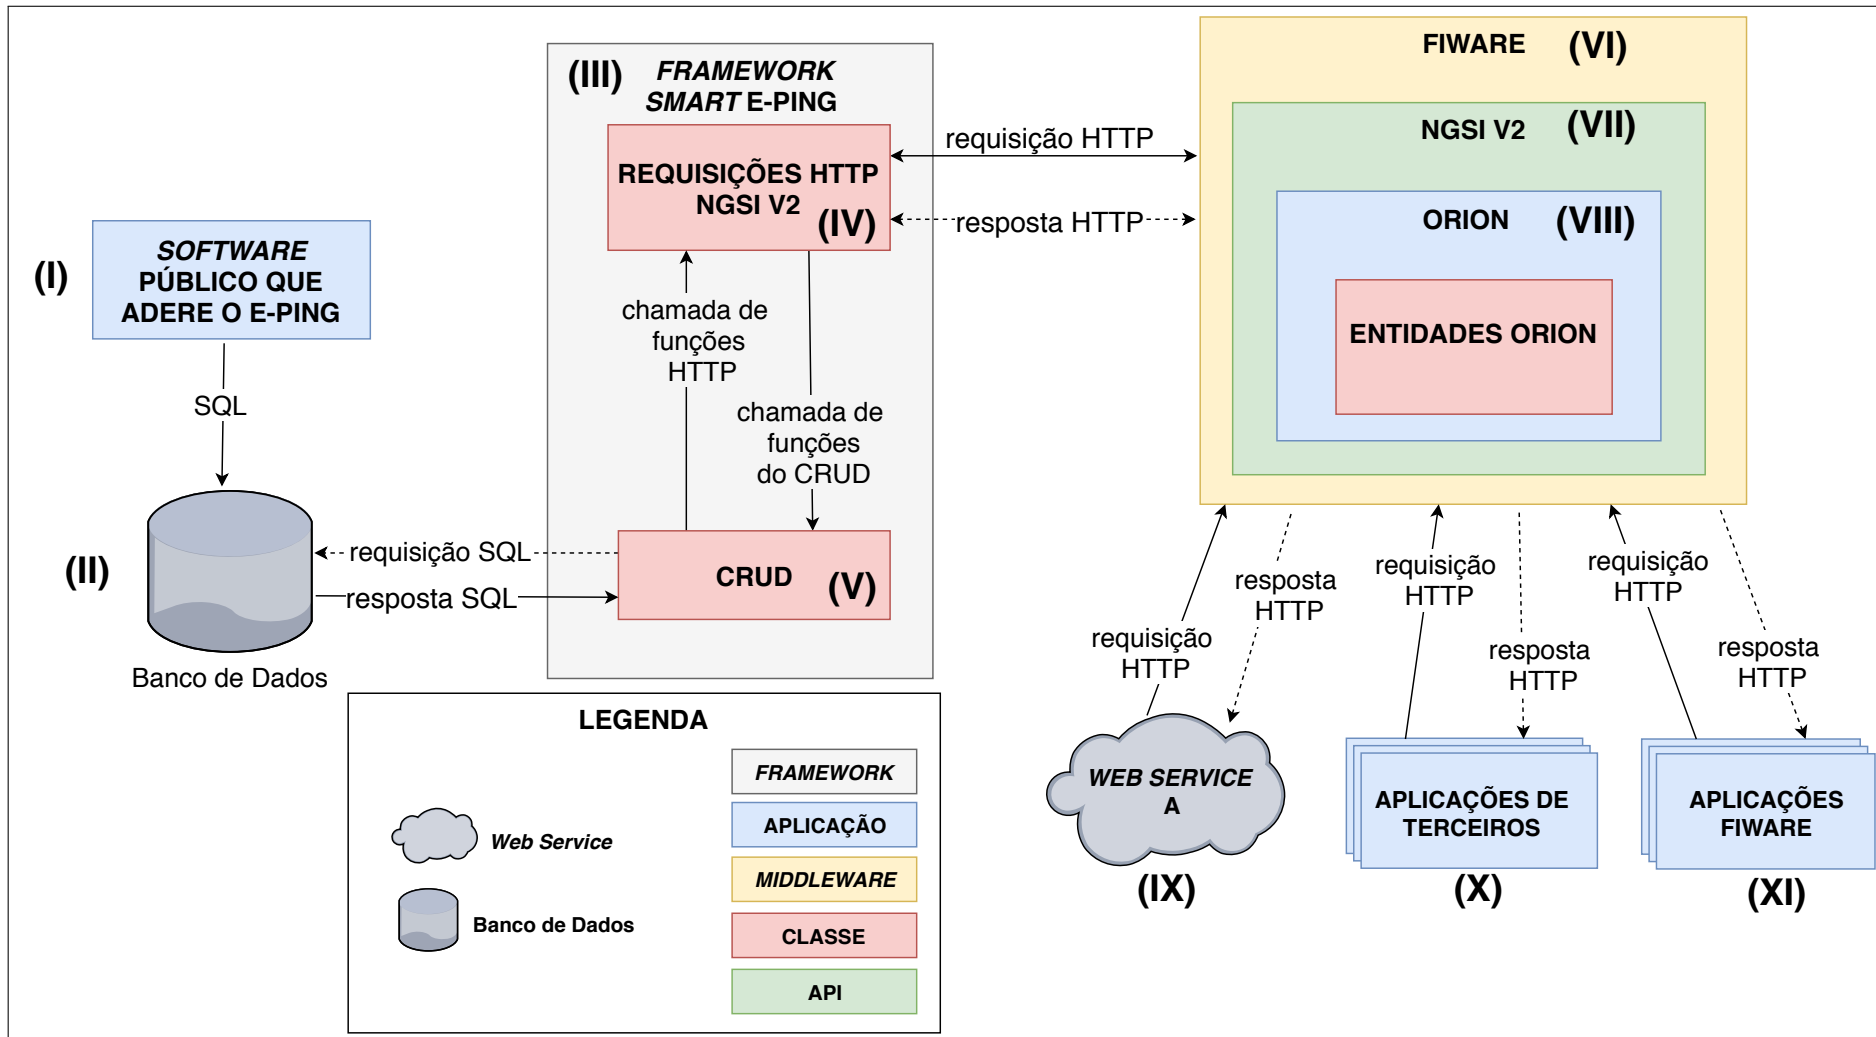 (I)
SOFTWARE
PÚBLICO QUE
ADERE O E-PING
SQL
(II)
Banco de Dados
(III)
FRAMEWORK
SMART E-PING
REQUISIÇÕES HTTP
NGSI V2
(IV)
chamada de
funções
HTTP
chamada de
funções
do CRUD
requisição SQL
resposta SQL
CRUD
(V)
requisição HTTP
resposta HTTP
FIWARE
(VI)
NGSI V2
(VII)
ORION
(VIII)
ENTIDADES ORION
requisição
HTTP
resposta
HTTP
requisição
HTTP
resposta
HTTP
requisição
HTTP
resposta
HTTP
WEB SERVICE
A
(IX)
APLICAÇÕES DE
TERCEIROS
(X)
APLICAÇÕES
FIWARE
(XI)
LEGENDA
Web Service
Banco de Dados
FRAMEWORK
APLICAÇÃO
MIDDLEWARE
CLASSE
API